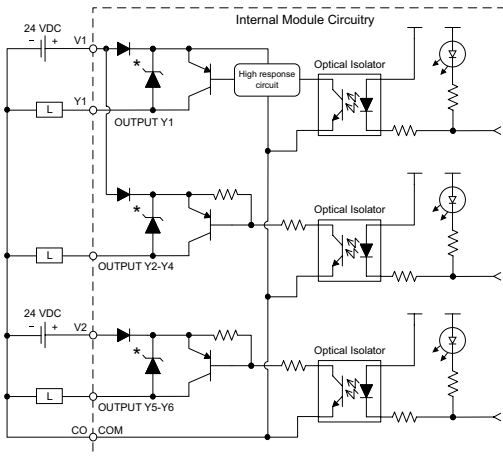 Internal Module Circuitry
24 VDC
− +
V1
*
High response
circuit
Optical Isolator
L
Y1
OUTPUT Y1
*
Optical Isolator
L
OUTPUT Y2-Y4
24 VDC
− +
V2
*
Optical Isolator
L
OUTPUT Y5-Y6
CO
COM